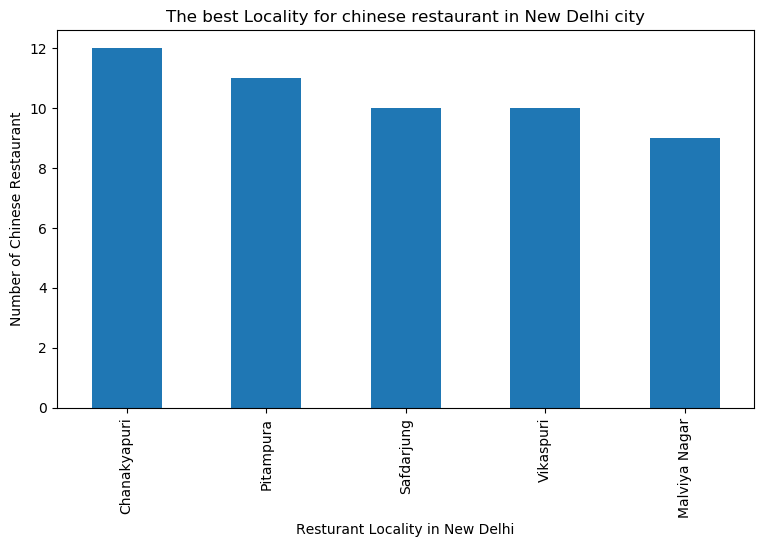 The best Locality for chinese restaurant in New Delhi city
Number of Chinese Restaurant
12
10
8
6
4
2
0
Chanakyapuri
Pitampura
Safdarjung
Vikaspuri
Malviya Nagar
Resturant Locality in New Delhi